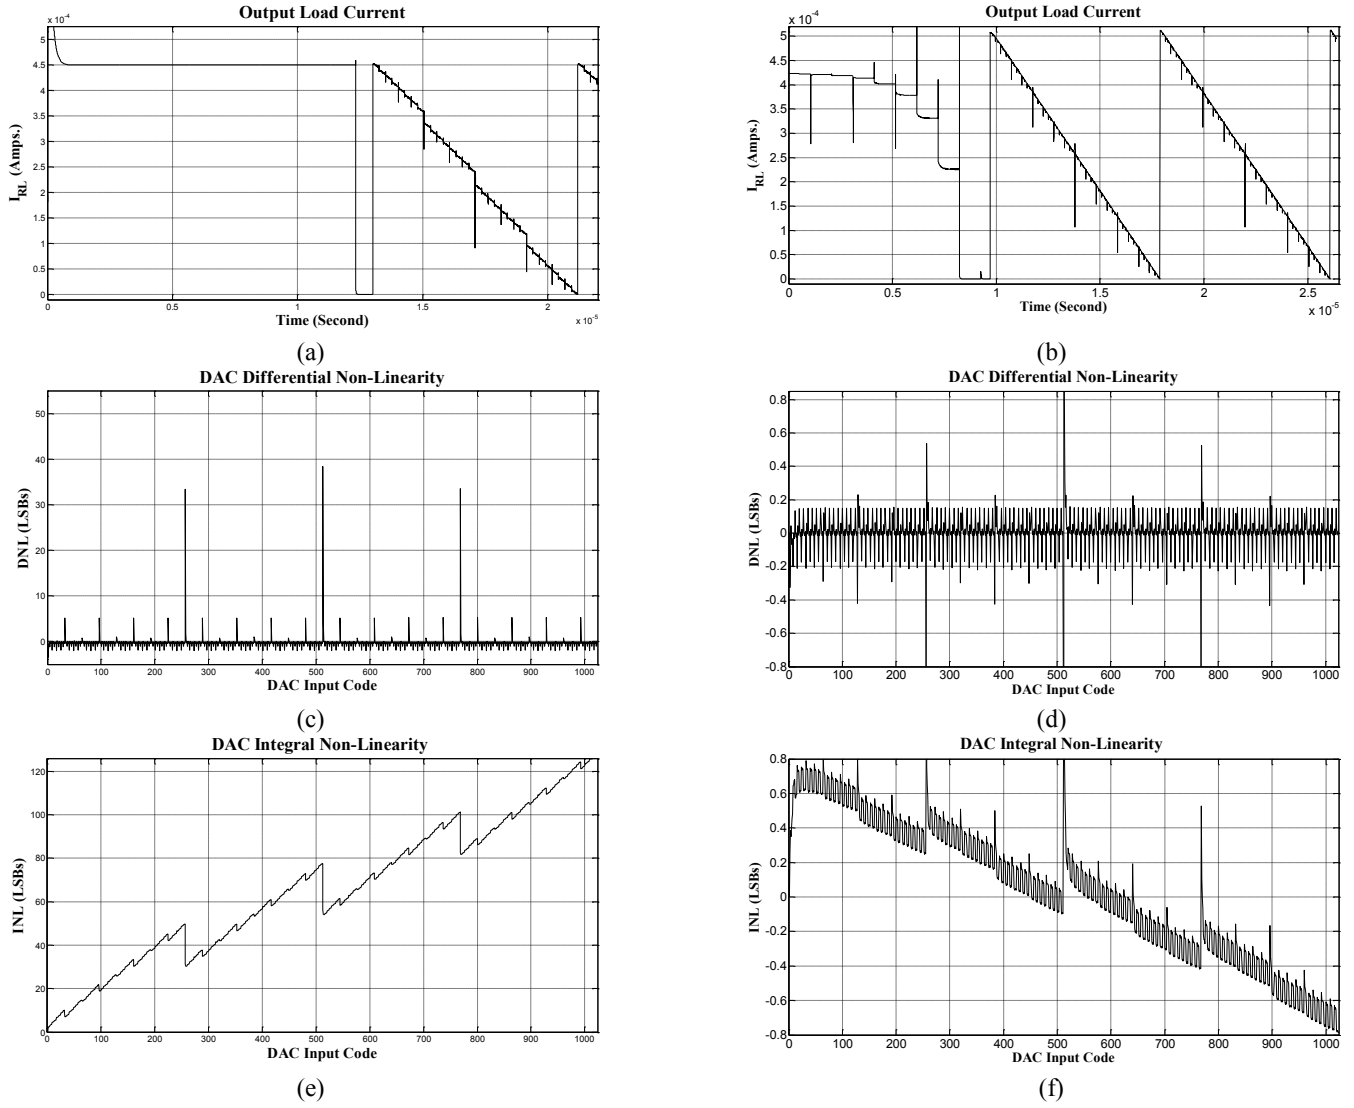 Output Load Current
x 10-4
I_RL (Amps.)
5
4.5
4
3.5
3
2.5
2
1.5
1
0.5
0
0 0.5 1 1.5 2
x 10-5
Time (Second)
(a)
Output Load Current
x 10-4
I_RL (Amps.)
5
4.5
4
3.5
3
2.5
2
1.5
1
0.5
0
0 0.5 1 1.5 2 2.5
x 10-5
Time (Second)
(b)
DAC Differential Non-Linearity
DNL (LSBs)
50
40
30
20
10
0
0 100 200 300 400 500 600 700 800 900 1000
DAC Input Code
(c)
DAC Differential Non-Linearity
DNL (LSBs)
0.8
0.6
0.4
0.2
0
-0.2
-0.4
-0.6
-0.8
0 100 200 300 400 500 600 700 800 900 1000
DAC Input Code
(d)
DAC Integral Non-Linearity
INL (LSBs)
120
100
80
60
40
20
0
0 100 200 300 400 500 600 700 800 900 1000
DAC Input Code
(e)
DAC Integral Non-Linearity
INL (LSBs)
0.8
0.6
0.4
0.2
0
-0.2
-0.4
-0.6
-0.8
0 100 200 300 400 500 600 700 800 900 1000
DAC Input Code
(f)